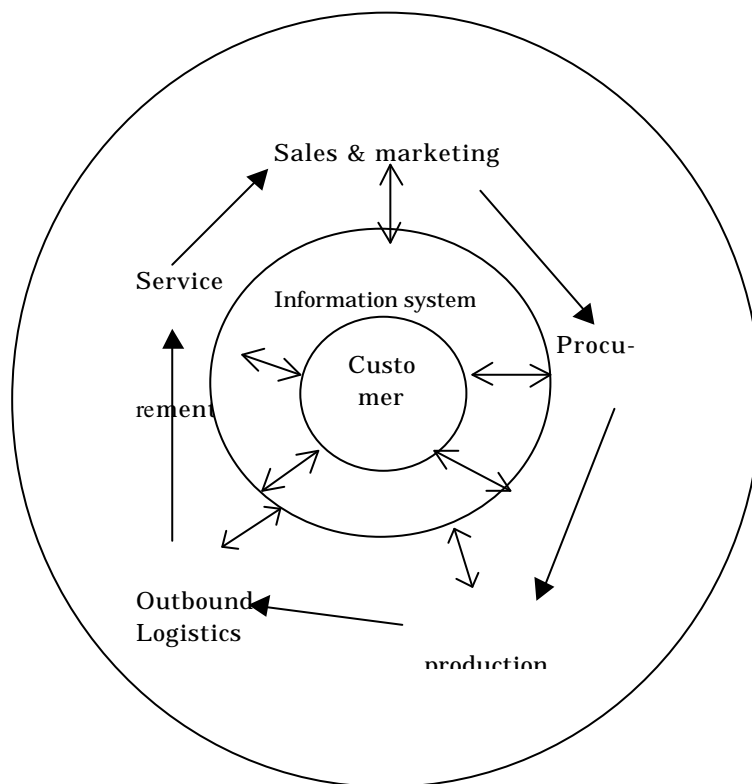 Sales & marketing
Service
Information system
Procu-
Custo
mer
rement
Outbound
Logistics
production